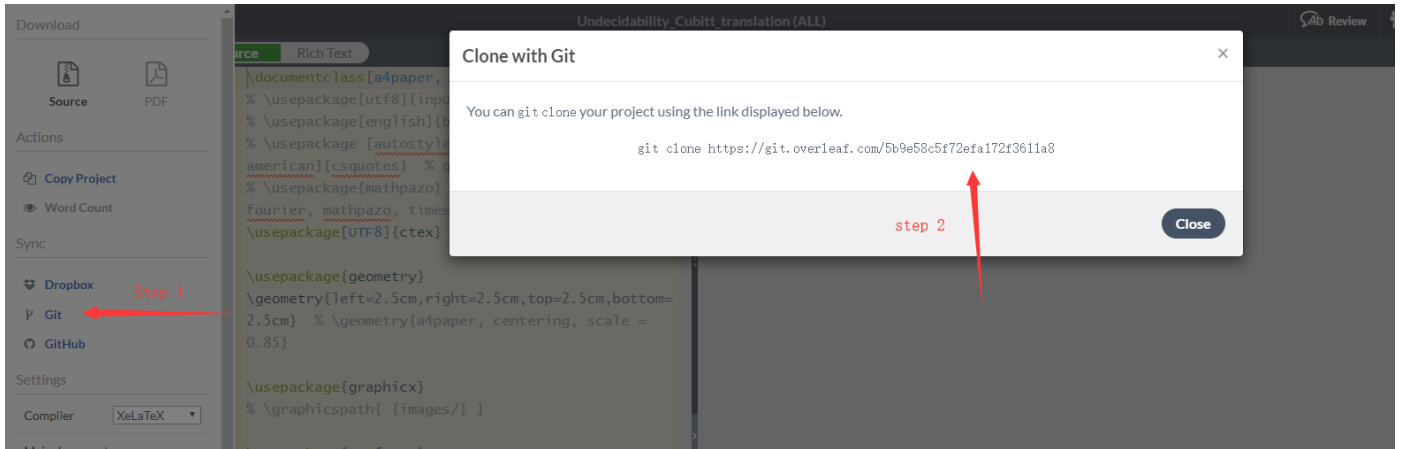 Download
Undecidability_Cubitt_translation (ALL)
Review
Rich Text
Source
PDF
Actions
Copy Project
Word Count
Sync
Dropbox
Step 1
Git
GitHub
Settings
Compiler
XeLaTeX
\documentclass[a4paper,
% \usepackage[utf8]{inpu
% \usepackage[english]{b
% \usepackage [autostyle
american]{csquotes} % q
% \usepackage{mathpazo}
fourier, mathpazo, times
\usepackage[UTF8]{ctex}
\usepackage{geometry}
\geometry{left=2.5cm,right=2.5cm,top=2.5cm,bottom=
2.5cm} % \geometry{a4paper, centering, scale =
0.85}
\usepackage{graphicx}
% \graphicspath{ {images/} }
Clone with Git
×
You can git clone your project using the link displayed below.
git clone https://git.overleaf.com/5b9e58c5f72efa172f3611a8
step 2
Close